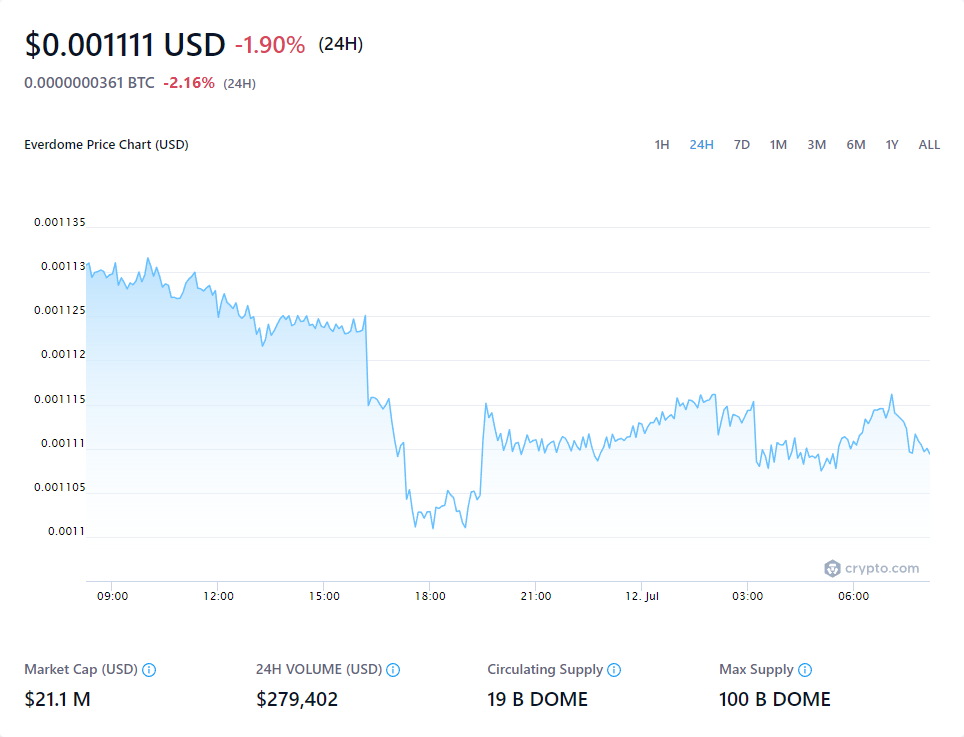 $0.001111 USD -1.90% (24H)
0.0000000361 BTC -2.16% (24H)
Everdome Price Chart (USD) 1H 24H 7D 1M 3M 6M 1Y ALL
0.001135
0.00113
0.001125
0.00112
0.001115
0.00111
0.001105
0.0011
crypto.com
09:00 12:00 15:00 18:00 21:00 12. Jul 03:00 06:00
Market Cap (USD) 24H VOLUME (USD) Circulating Supply Max Supply
$21.1 M $279,402 19 B DOME 100 B DOME